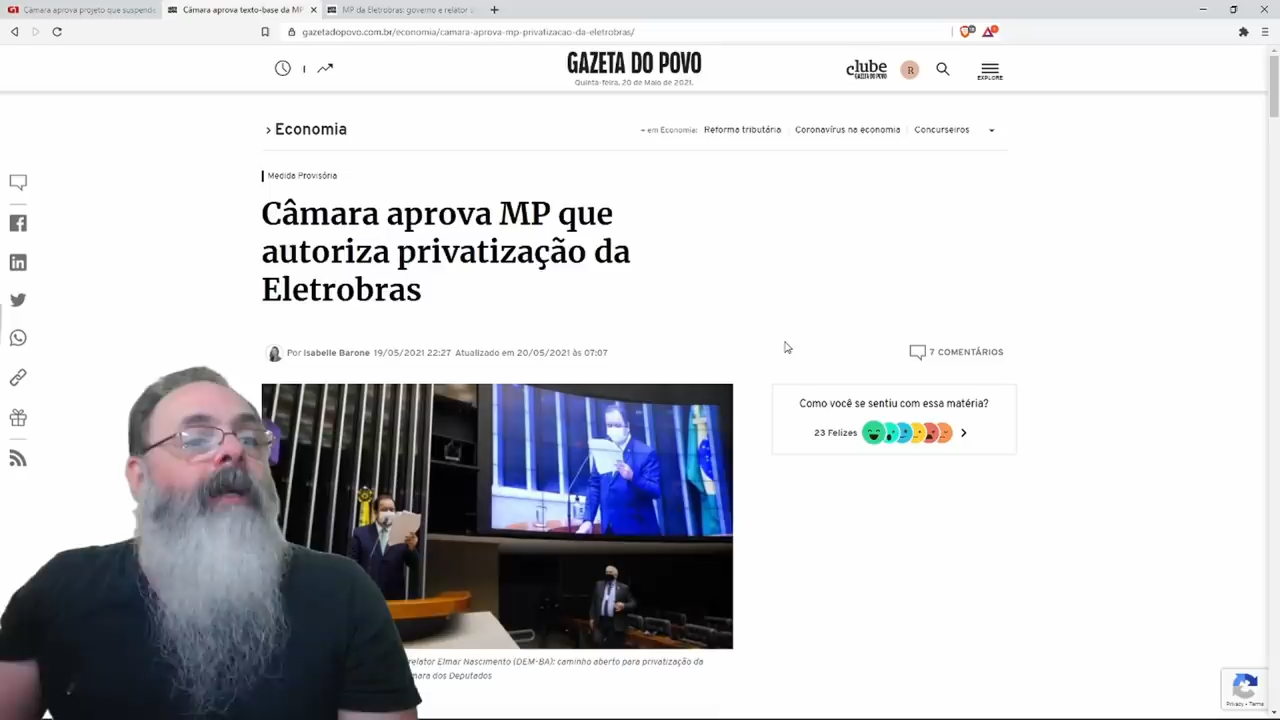 Câmara aprova projeto que suspende
Câmara aprova texto-base da MP
MP da Eletrobras: governo e relator
gazetadopovo.com.br/economia/camara-aprova-mp-privatizacao-da-eletrobras/
GAZETA DO POVO
Quinta-feira, 20 de Maio de 2021.
clube
GAZETA DO POVO
R
EXPLORE
› Economia
+ em Economia: Reforma tributária Coronavírus na economia Concurseiros
Medida Provisória
Câmara aprova MP que
autoriza privatização da
Eletrobras
Por Isabelle Barone 19/05/2021 22:27 Atualizado em 20/05/2021 às 07:07
7 COMENTÁRIOS
Como você se sentiu com essa matéria?
23 Felizes
relator Elmar Nascimento (DEM-BA): caminho aberto para privatização da
dos Deputados
Privacy - Terms